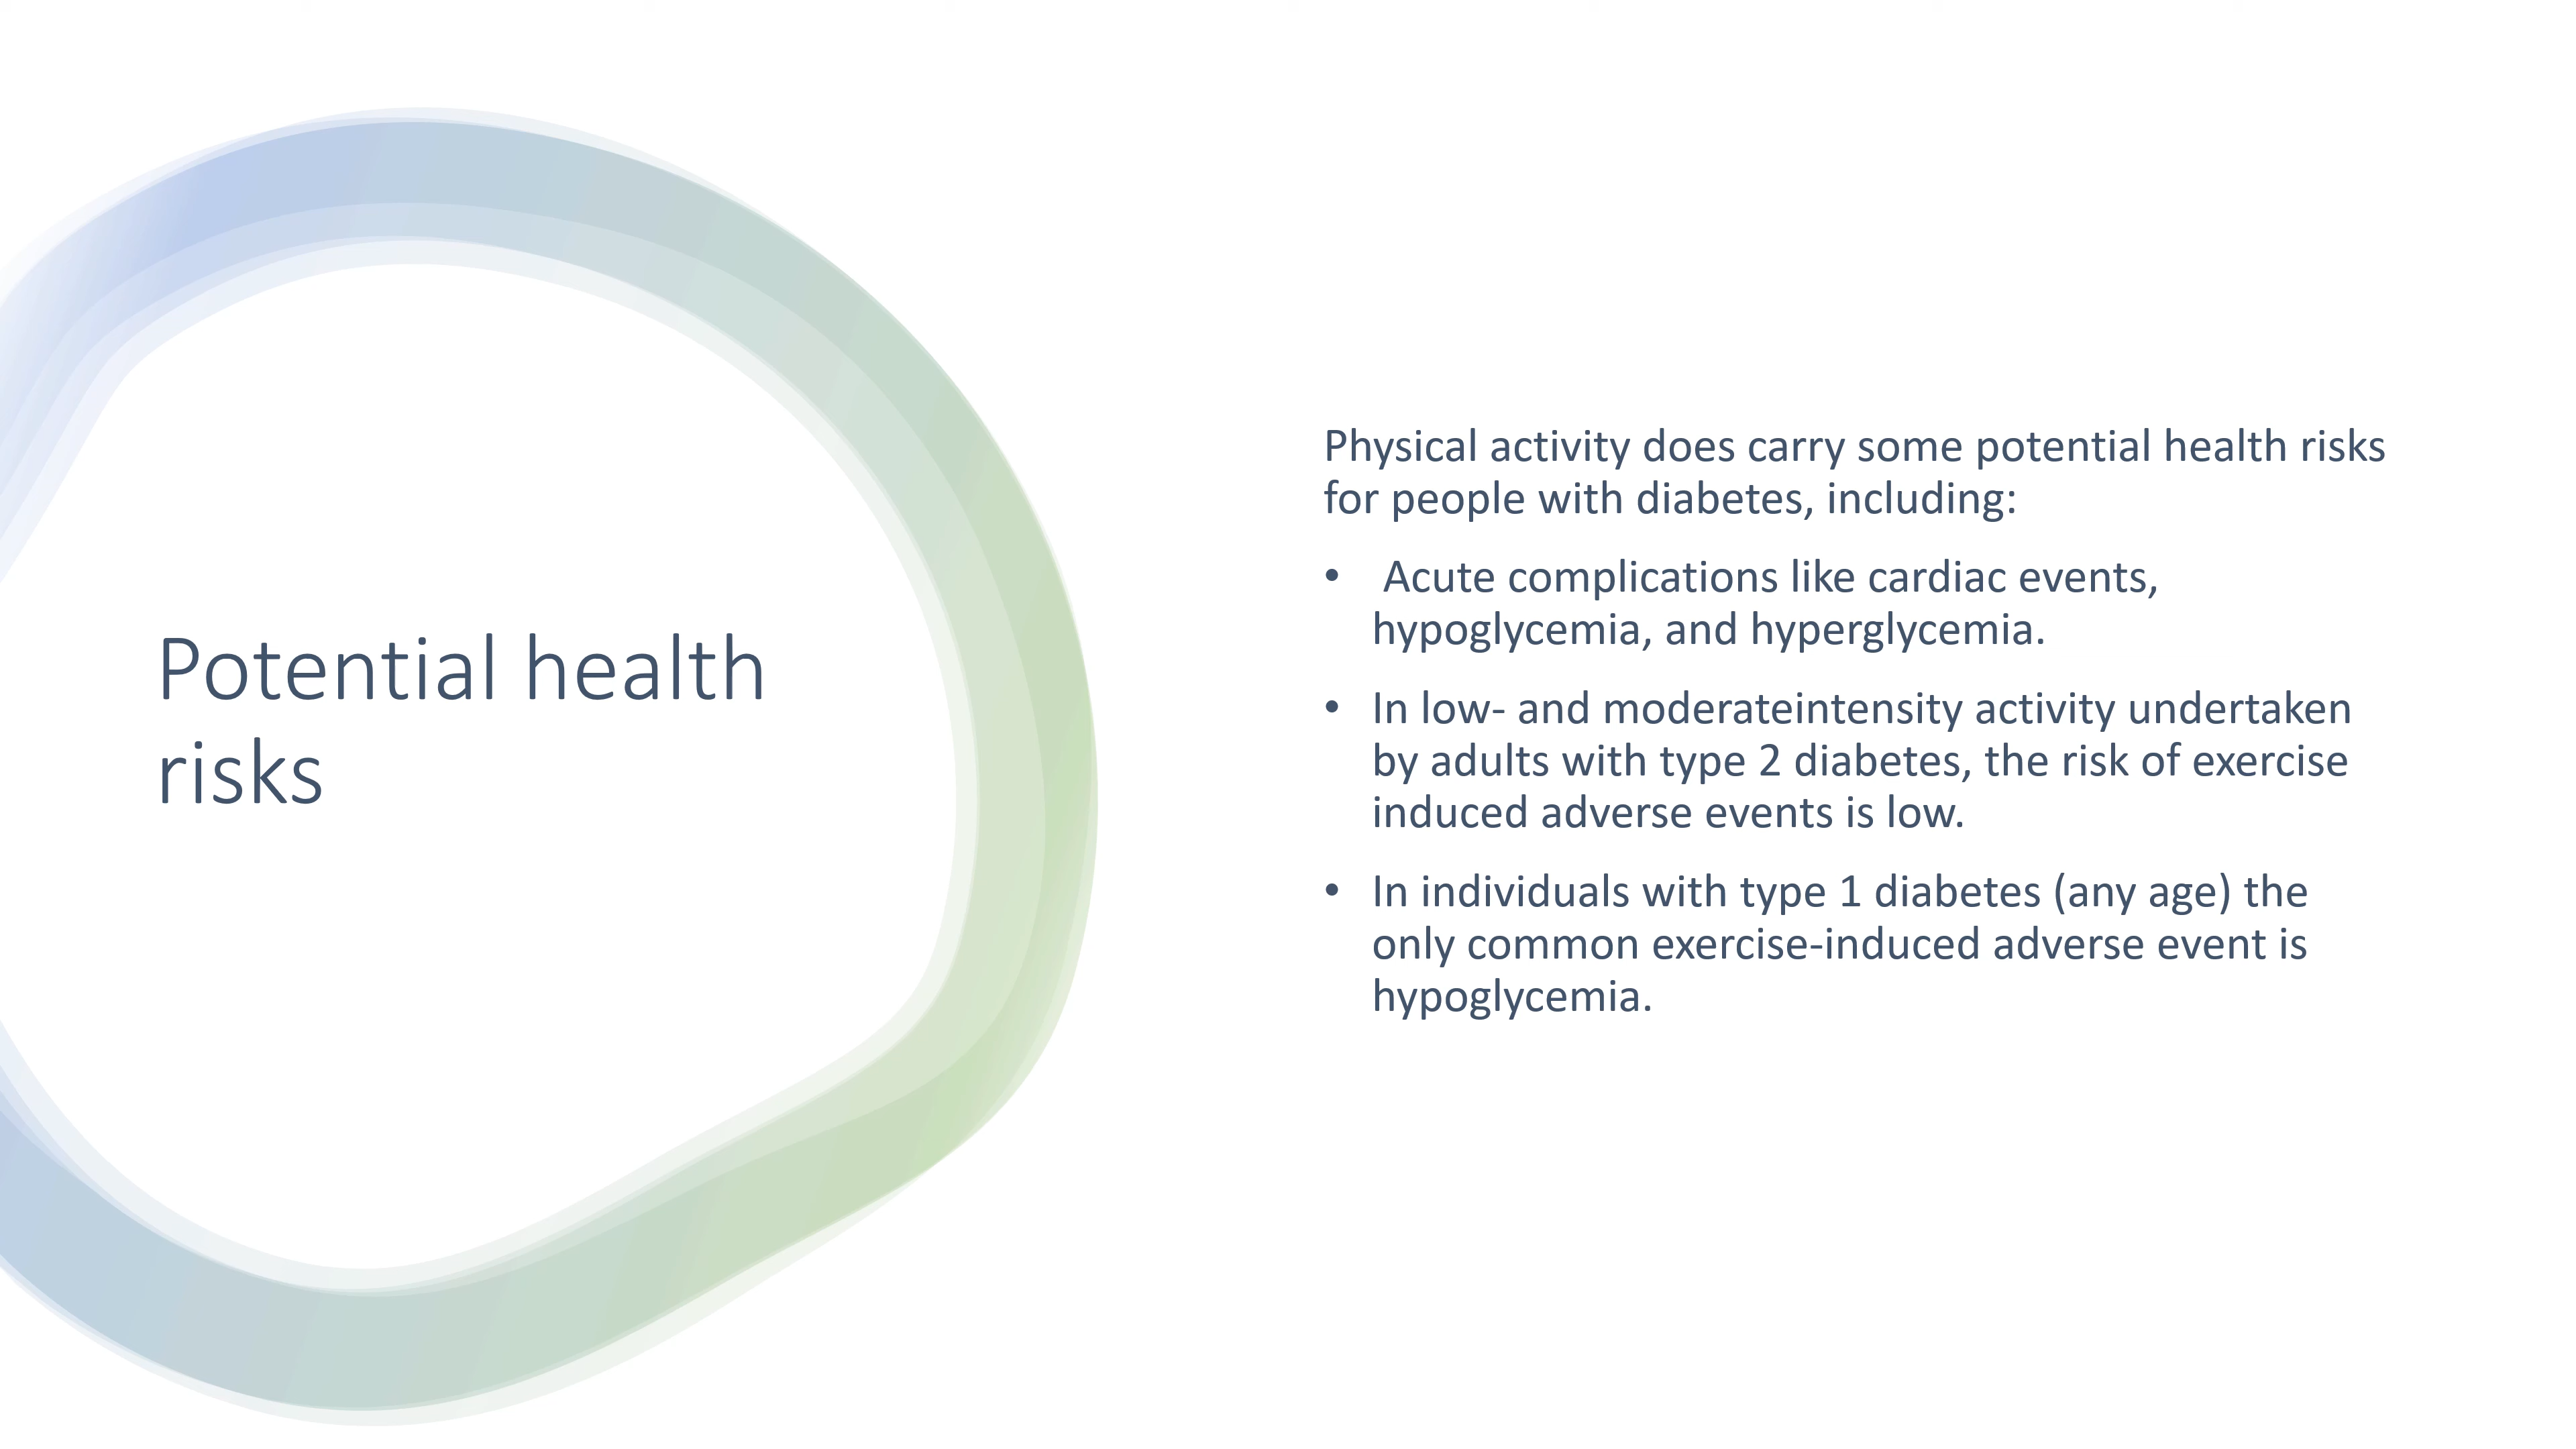 Potential health
risks
Physical activity does carry some potential health risks
for people with diabetes, including:
• Acute complications like cardiac events,
hypoglycemia, and hyperglycemia.
• In low- and moderateintensity activity undertaken
by adults with type 2 diabetes, the risk of exercise
induced adverse events is low.
• In individuals with type 1 diabetes (any age) the
only common exercise-induced adverse event is
hypoglycemia.